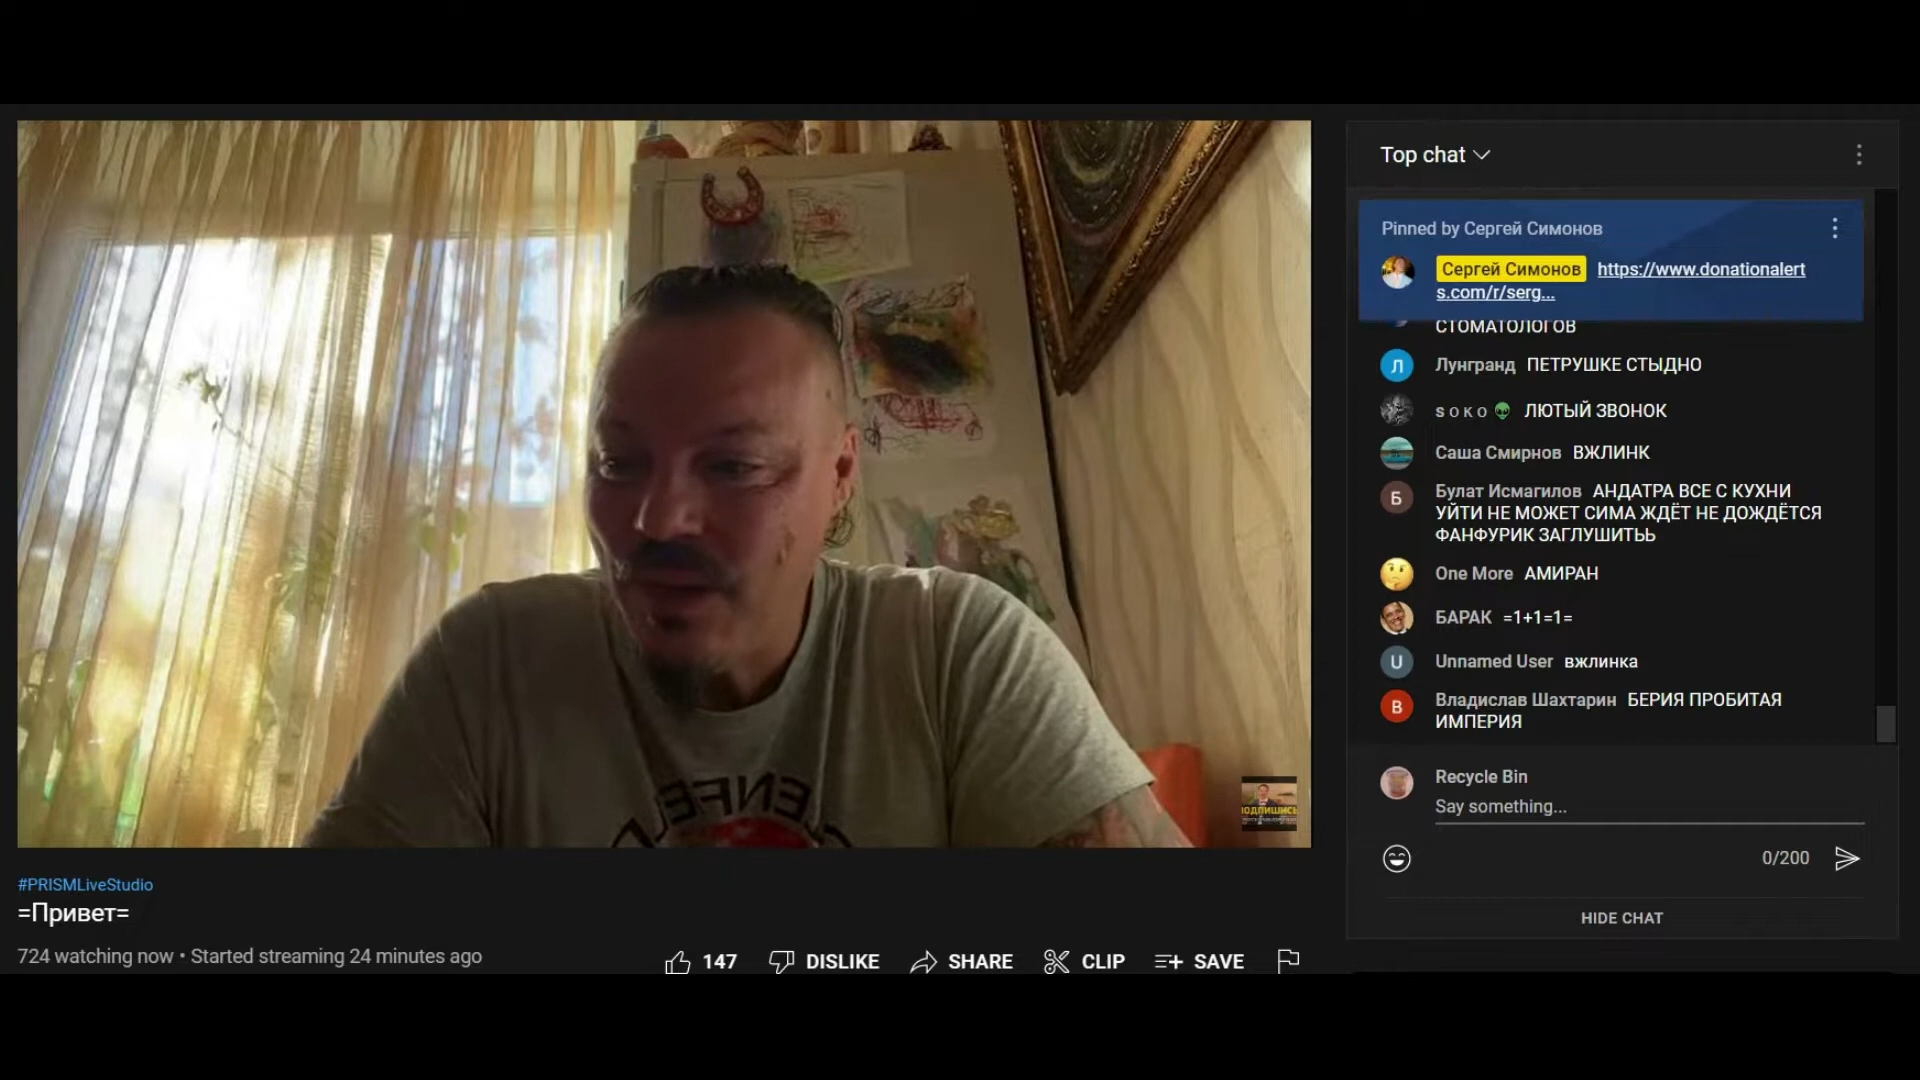 Top chat
Pinned by Сергей Симонов
Сергей Симонов https://www.donationalert
s.com/r/serg...
СТОМАТОЛОГОВ
Л
Лунгранд ПЕТРУШКЕ СТЫДНО
s o к o ЛЮТЫЙ ЗВОНОК
Саша Смирнов ВЖЛИНК
Б
Булат Исмагилов АНДАТРА ВСЕ С КУХНИ
УЙТИ НЕ МОЖЕТ СИМА ЖДЁТ НЕ ДОЖДЁТСЯ
ФАНФУРИК ЗАГЛУШИТЬЬ
One More АМИРАН
БАРАК =1+1=1=
U
Unnamed User вжлинка
В
Владислав Шахтарин БЕРИЯ ПРОБИТАЯ
ИМПЕРИЯ
Recycle Bin
Say something...
0/200
HIDE CHAT
ПОДПИШИСЬ
#PRISMLiveStudio
=Привет=
724 watching now • Started streaming 24 minutes ago
147 DISLIKE SHARE CLIP SAVE